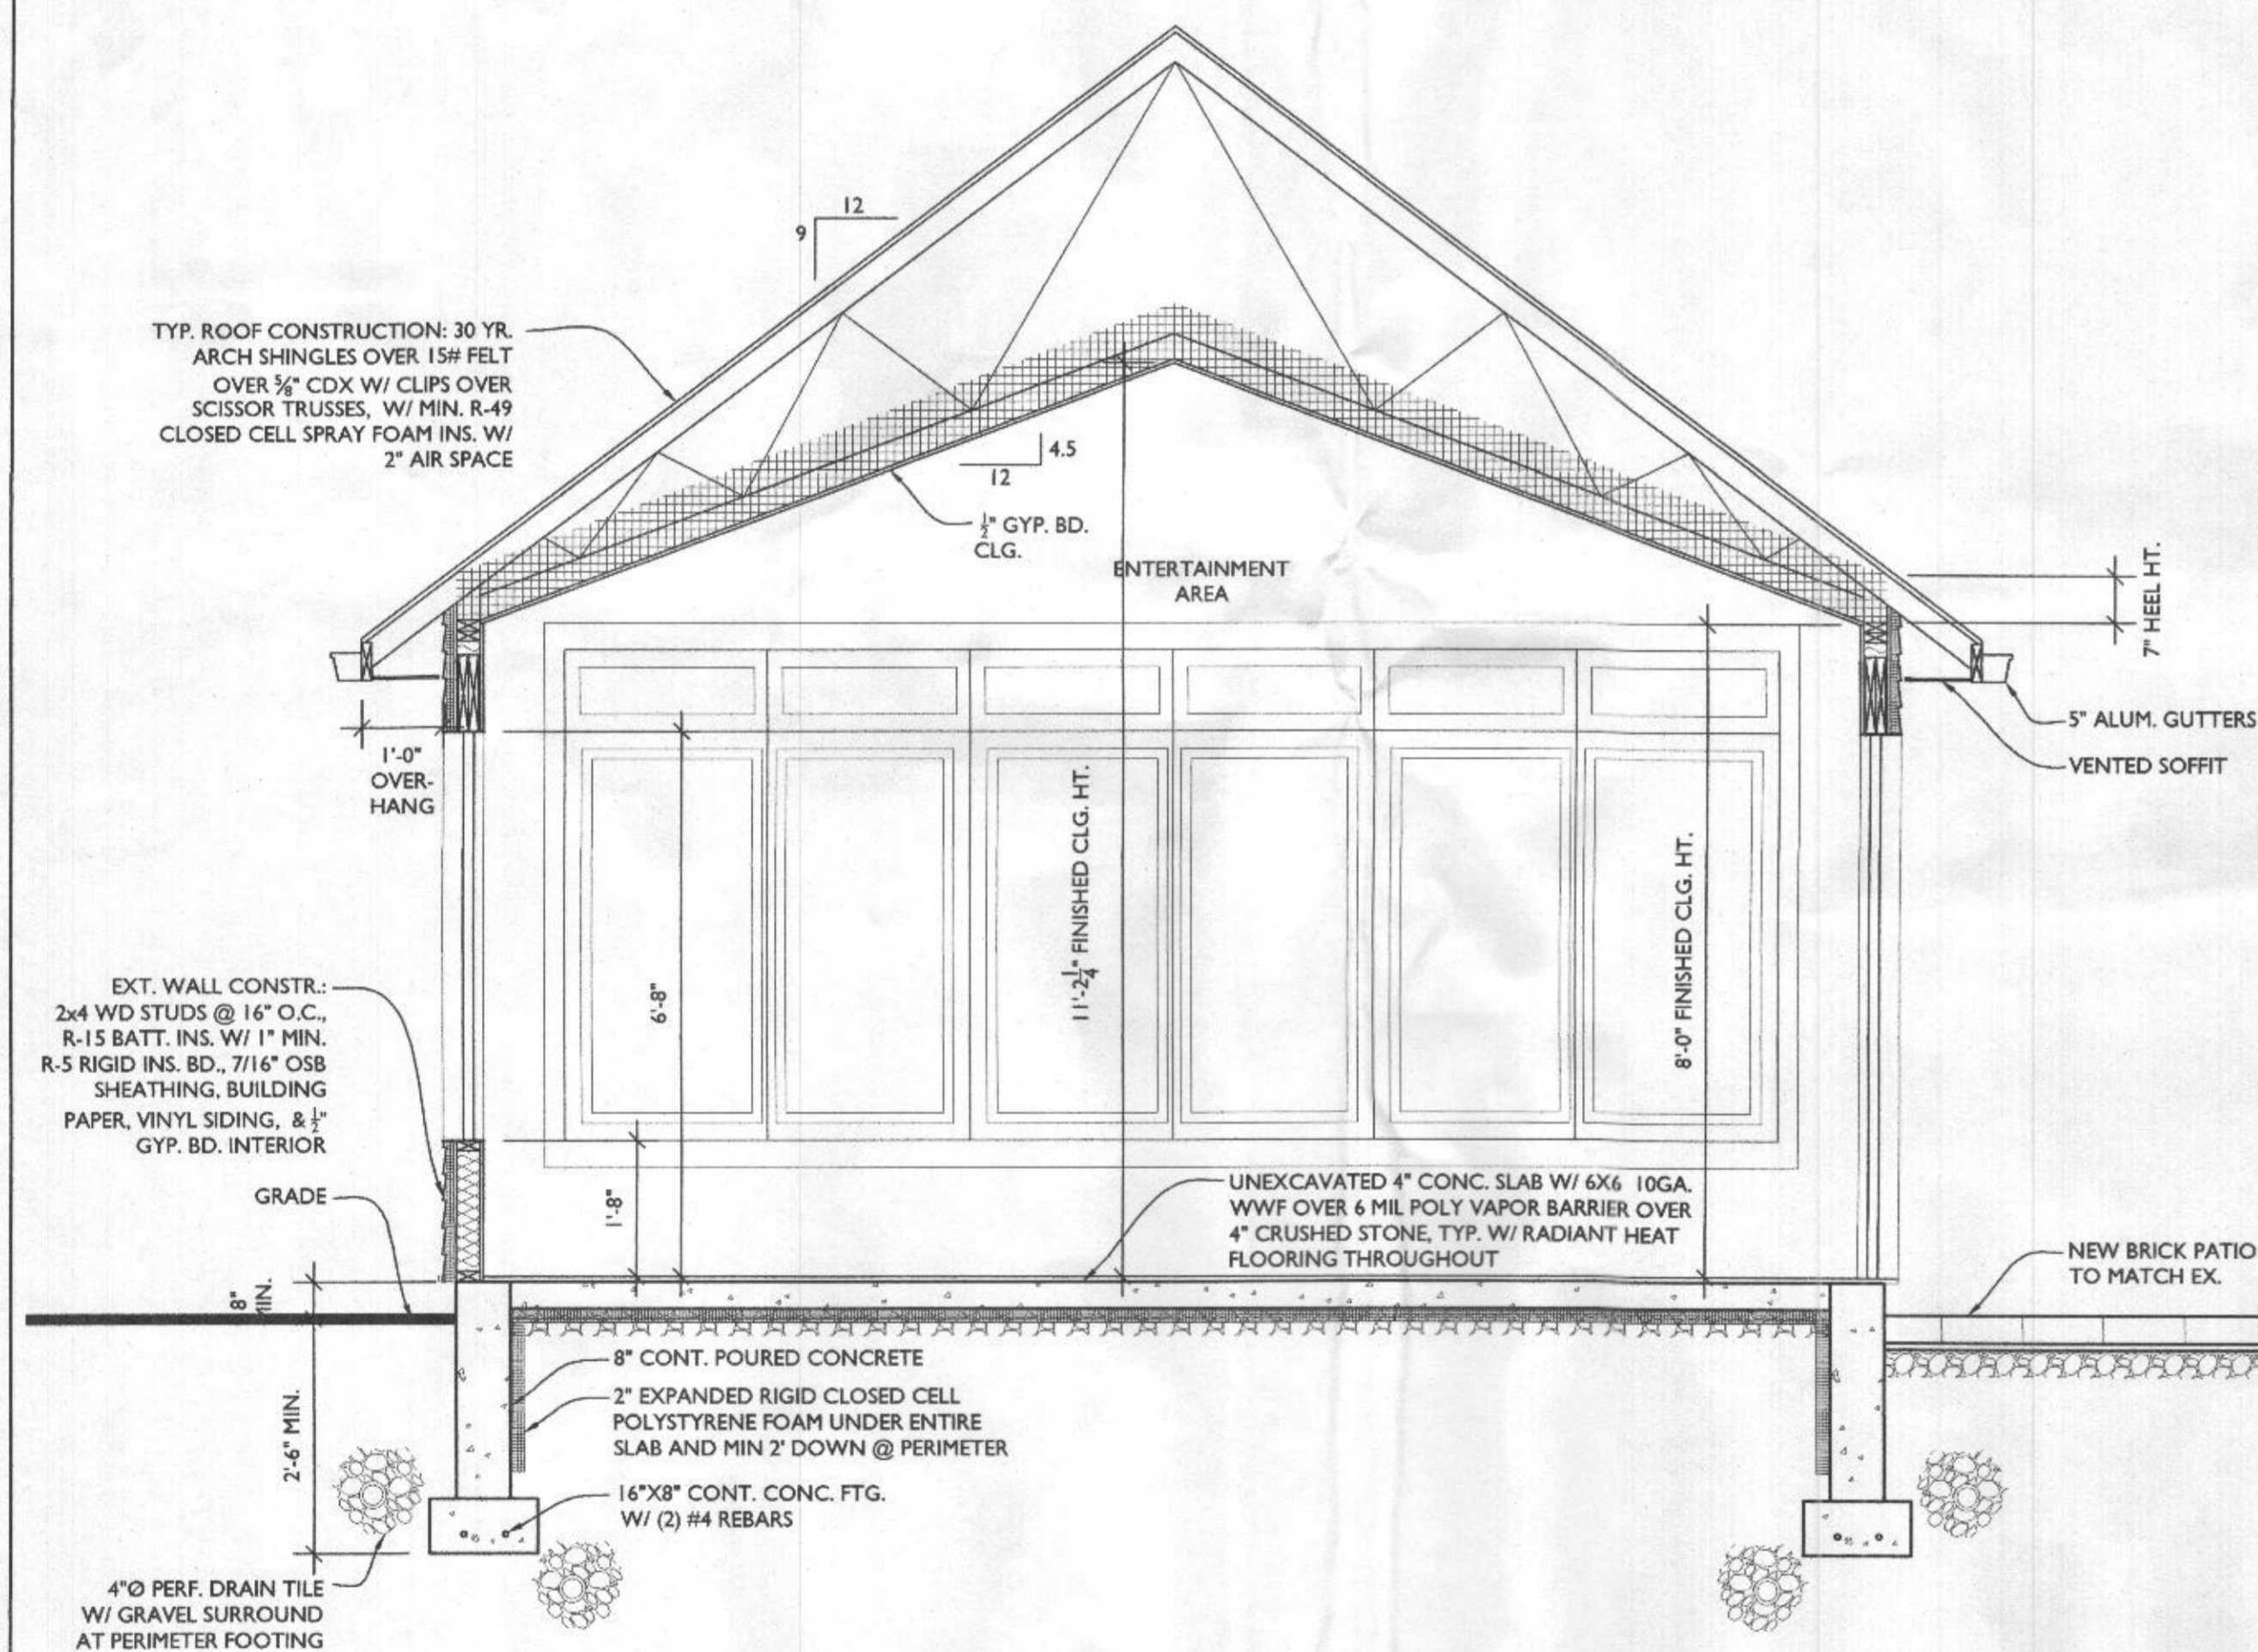 12
9
TYP. ROOF CONSTRUCTION: 30 YR.
ARCH SHINGLES OVER 15# FELT
OVER ⅝" CDX W/ CLIPS OVER
SCISSOR TRUSSES, W/ MIN. R-49
CLOSED CELL SPRAY FOAM INS. W/
2" AIR SPACE
4.5
12
½" GYP. BD.
CLG.
ENTERTAINMENT
AREA
7" HEEL HT.
5" ALUM. GUTTERS
VENTED SOFFIT
1'-0"
OVER-
HANG
6'-8"
11'-2¼" FINISHED CLG. HT.
8'-0" FINISHED CLG. HT.
EXT. WALL CONSTR.:
2x4 WD STUDS @ 16" O.C.,
R-15 BATT. INS. W/ 1" MIN.
R-5 RIGID INS. BD., 7/16" OSB
SHEATHING, BUILDING
PAPER, VINYL SIDING, & ½"
GYP. BD. INTERIOR
GRADE
1'-8"
UNEXCAVATED 4" CONC. SLAB W/ 6X6 10GA.
WWF OVER 6 MIL POLY VAPOR BARRIER OVER
4" CRUSHED STONE, TYP. W/ RADIANT HEAT
FLOORING THROUGHOUT
NEW BRICK PATIO
TO MATCH EX.
8"
MIN.
2'-6" MIN.
8" CONT. POURED CONCRETE
2" EXPANDED RIGID CLOSED CELL
POLYSTYRENE FOAM UNDER ENTIRE
SLAB AND MIN 2' DOWN @ PERIMETER
16"X8" CONT. CONC. FTG.
W/ (2) #4 REBARS
4"Ø PERF. DRAIN TILE
W/ GRAVEL SURROUND
AT PERIMETER FOOTING